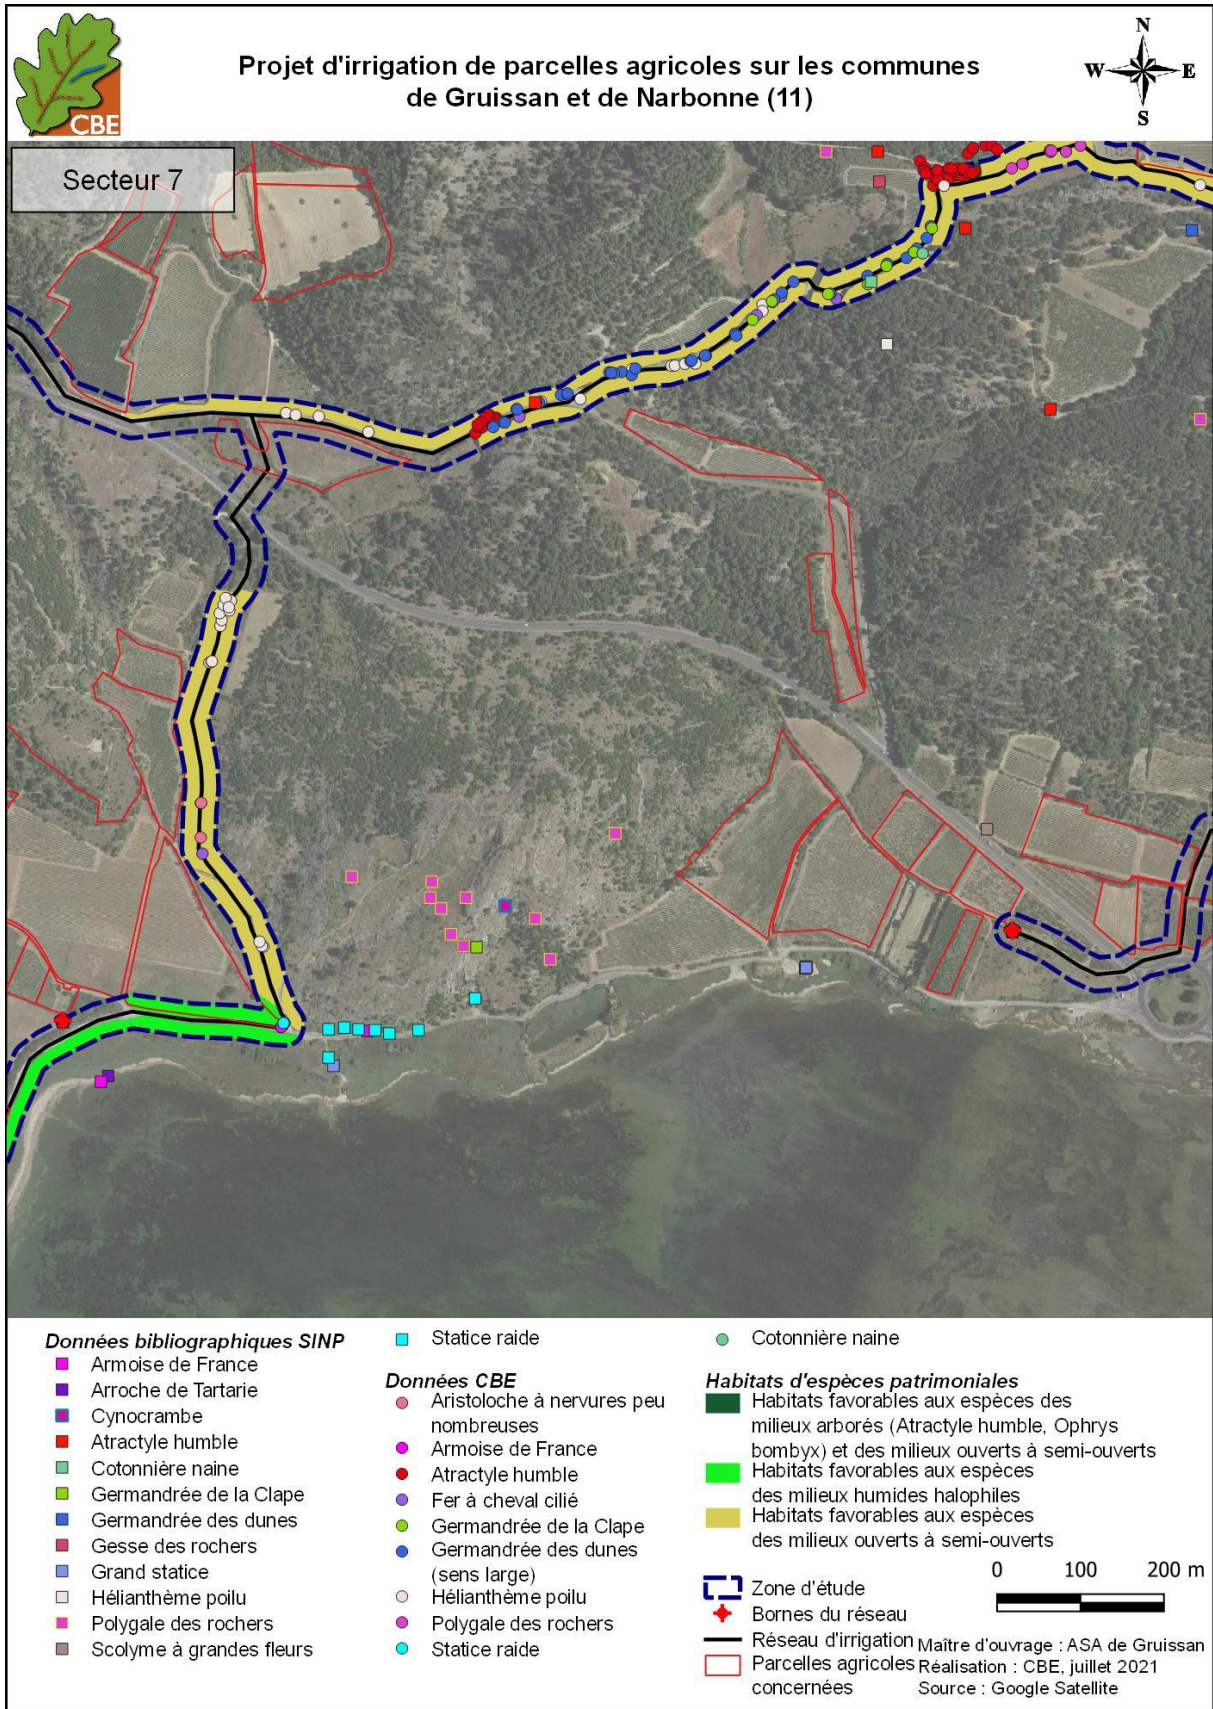 CBE
Projet d'irrigation de parcelles agricoles sur les communes
de Gruissan et de Narbonne (11)
N
W E
S
Secteur 7
Données bibliographiques SINP
Armoise de France
Arroche de Tartarie
Cynocrambe
Atractyle humble
Cotonnière naine
Germandrée de la Clape
Germandrée des dunes
Gesse des rochers
Grand statice
Hélianthème poilu
Polygale des rochers
Scolyme à grandes fleurs
Statice raide
Données CBE
Aristoloche à nervures peu
nombreuses
Armoise de France
Atractyle humble
Fer à cheval cilié
Germandrée de la Clape
Germandrée des dunes
(sens large)
Hélianthème poilu
Polygale des rochers
Statice raide
Cotonnière naine
Habitats d'espèces patrimoniales
Habitats favorables aux espèces des
milieux arborés (Atractyle humble, Ophrys
bombyx) et des milieux ouverts à semi-ouverts
Habitats favorables aux espèces
des milieux humides halophiles
Habitats favorables aux espèces
des milieux ouverts à semi-ouverts
0 100 200 m
Zone d'étude
Bornes du réseau
Réseau d'irrigation
Parcelles agricoles
concernées
Maître d'ouvrage : ASA de Gruissan
Réalisation : CBE, juillet 2021
Source : Google Satellite